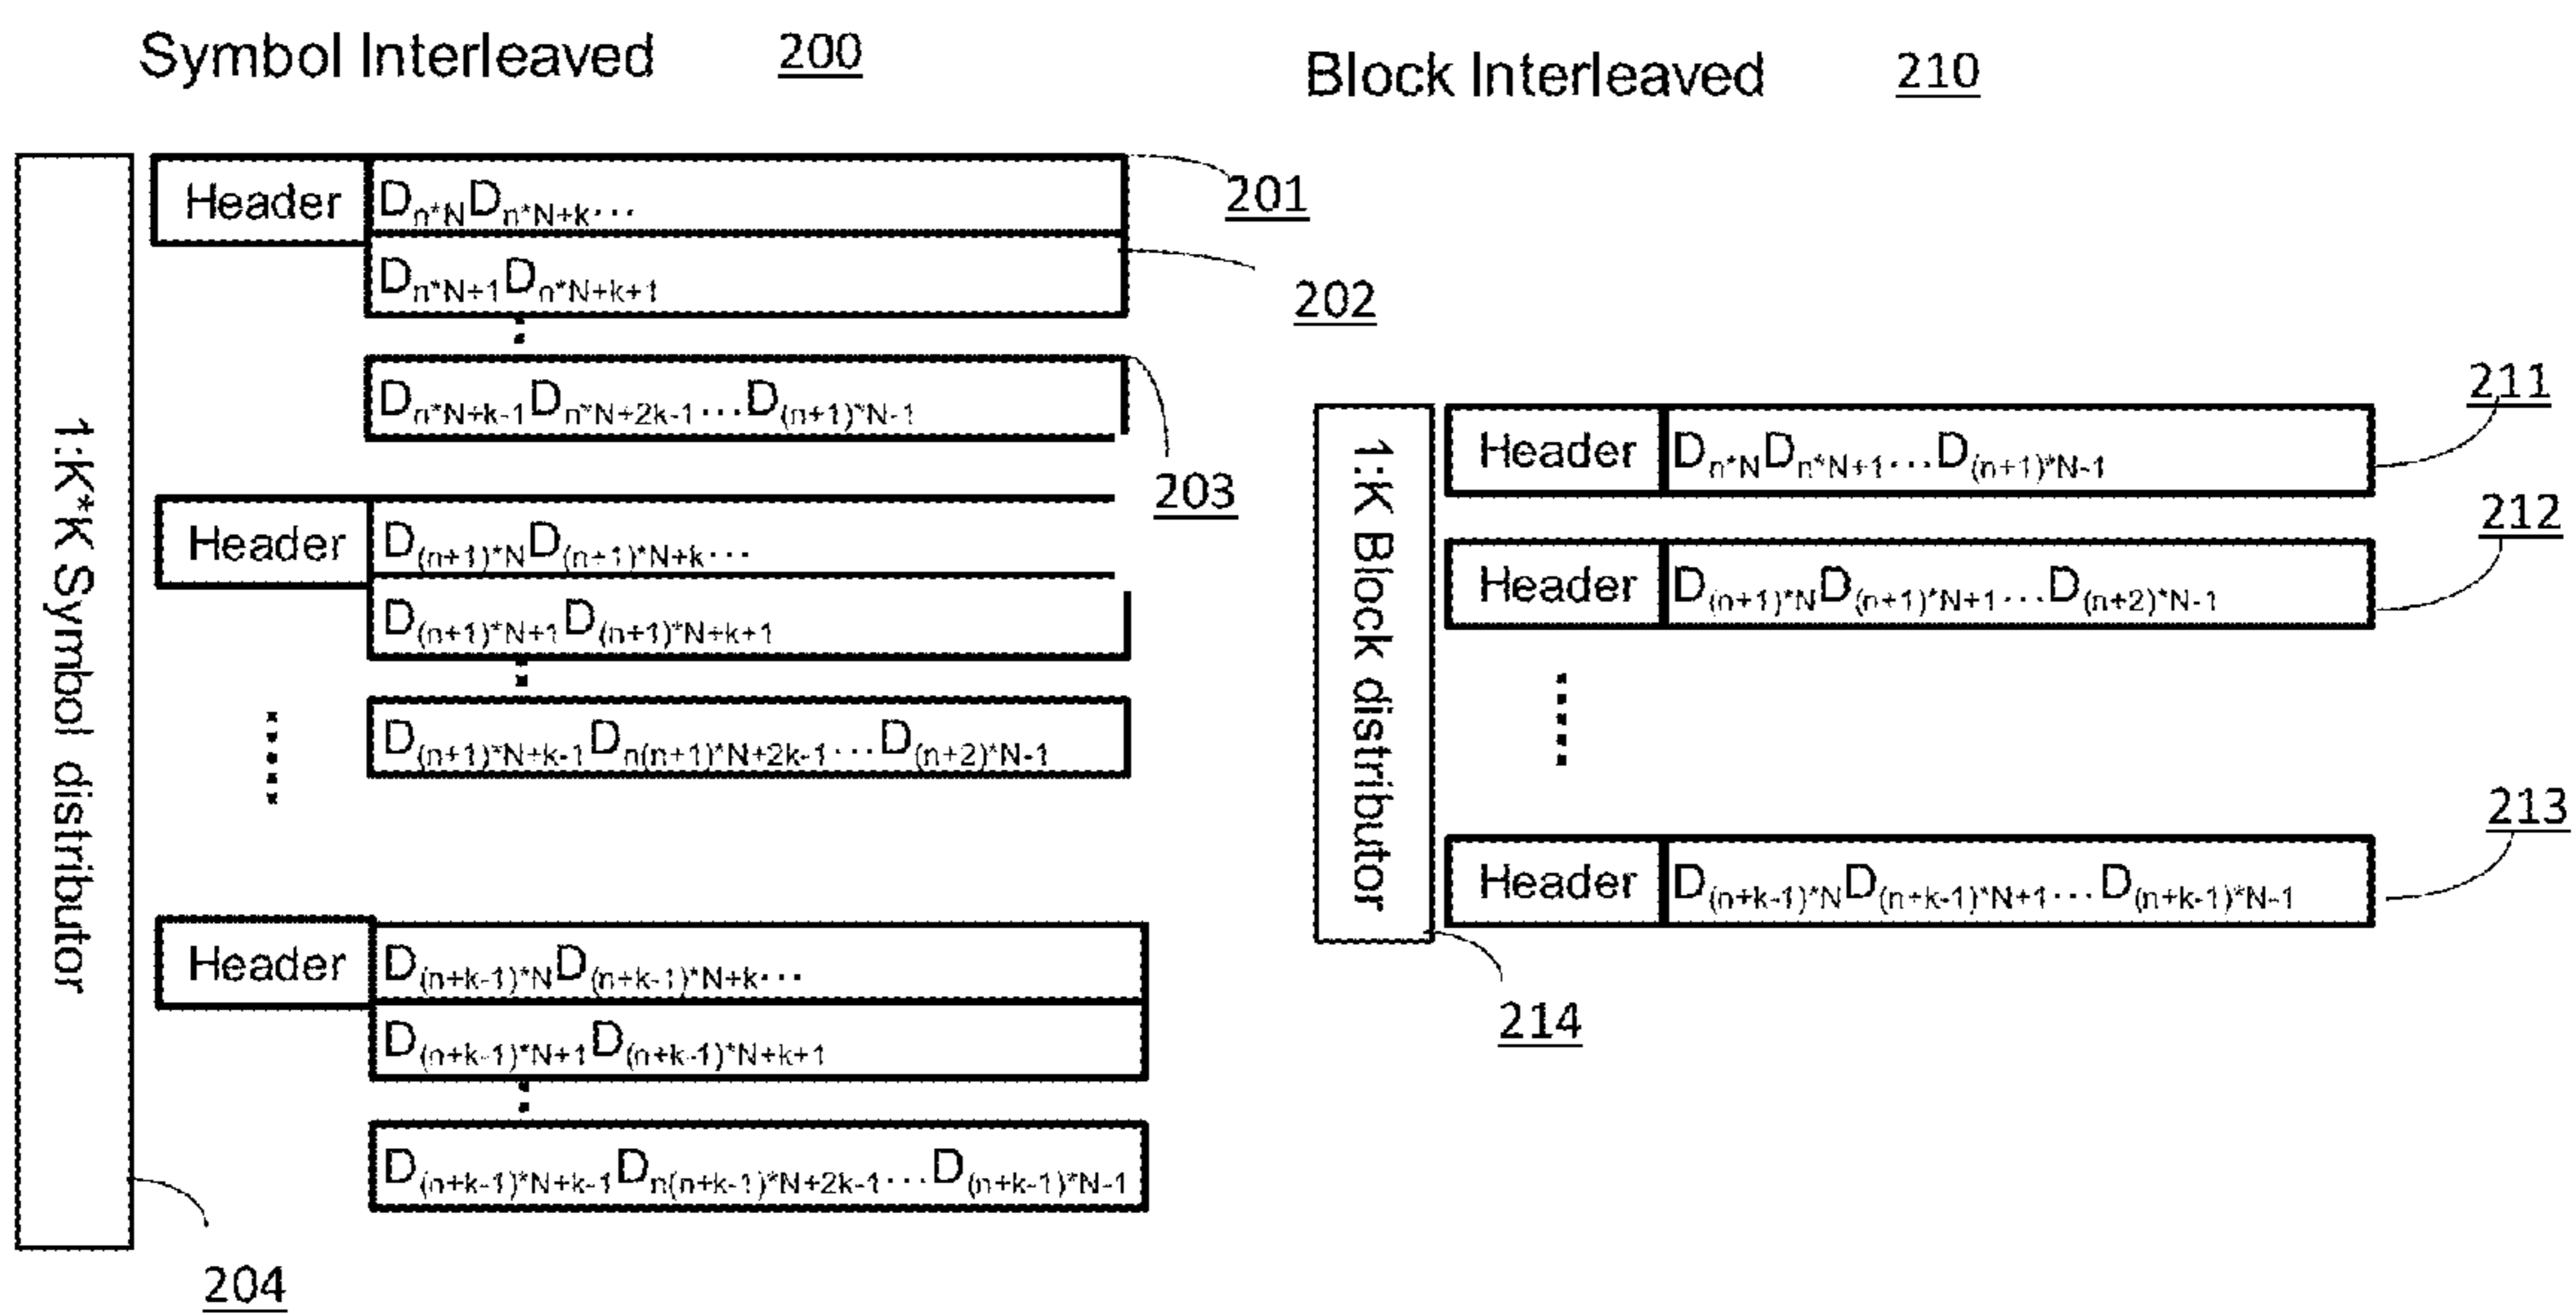 Symbol Interleaved 200
1:K*k Symbol distributor
Header D_{n*N}D_{n*N+k}...
201
D_{n*N+1}D_{n*N+k+1}
202
D_{n*N+k-1}D_{n*N+2k-1}...D_{(n+1)*N-1}
203
Header D_{(n+1)*N}D_{(n+1)*N+k}...
D_{(n+1)*N+1}D_{(n+1)*N+k+1}
D_{(n+1)*N+k-1}D_{n(n+1)*N+2k-1}...D_{(n+2)*N-1}
Header D_{(n+k-1)*N}D_{(n+k-1)*N+k}...
D_{(n+k-1)*N+1}D_{(n+k-1)*N+k+1}
D_{(n+k-1)*N+k-1}D_{n(n+k-1)*N+2k-1}...D_{(n+k-1)*N-1}
204
Block Interleaved 210
1:K Block distributor
Header D_{n*N}D_{n*N+1}...D_{(n+1)*N-1}
211
Header D_{(n+1)*N}D_{(n+1)*N+1}...D_{(n+2)*N-1}
212
Header D_{(n+k-1)*N}D_{(n+k-1)*N+1}...D_{(n+k-1)*N-1}
213
214